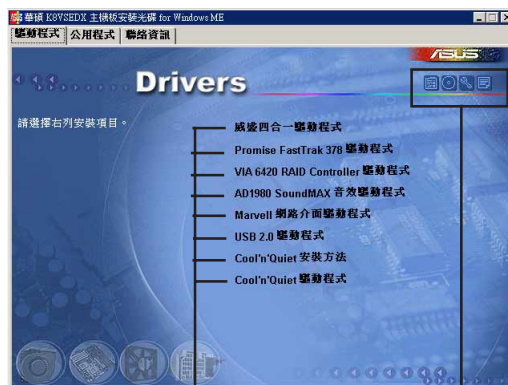 華碩 K8VSEDX 主機板安裝光碟 for Windows ME
驅動程式 公用程式 聯絡資訊
ASUS
Drivers
請選擇右列安裝項目。
威盛四合一驅動程式
Promise FastTrak 378 驅動程式
VIA 6420 RAID Controller 驅動程式
AD1980 SoundMAX 音效驅動程式
Marvell 網路介面驅動程式
USB 2.0 驅動程式
Cool'n'Quiet 安裝方法
Cool'n'Quiet 驅動程式